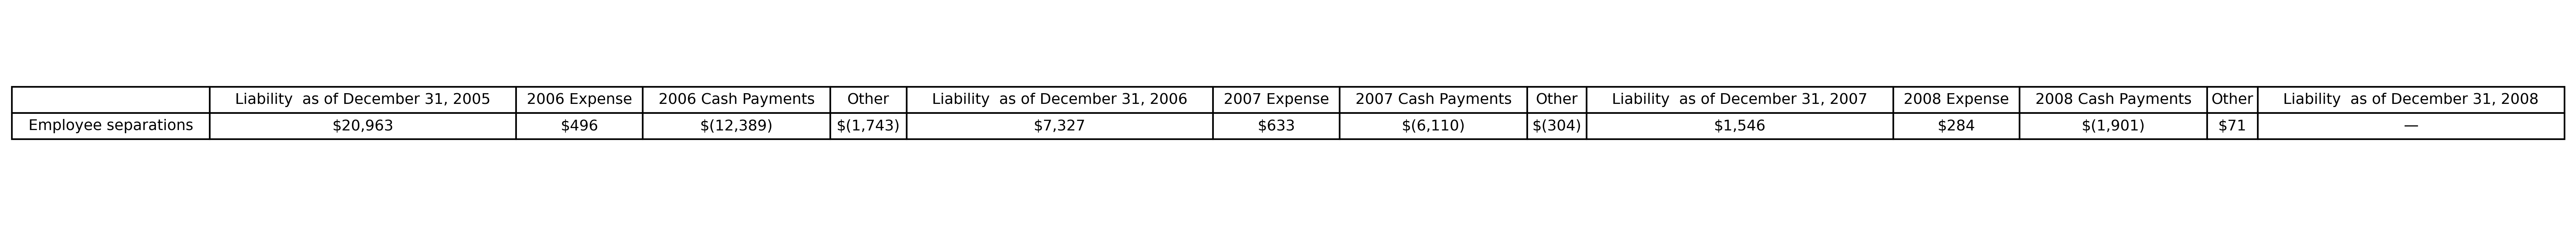 Liability  as of December 31, 2005 2006 Expense 2006 Cash Payments Other Liability  as of December 31, 2006 2007 Expense 2007 Cash Payments Other Liability  as of December 31, 2007 2008 Expense 2008 Cash Payments Other Liability  as of December 31, 2008
Employee separations $20,963 $496 $(12,389) $(1,743) $7,327 $633 $(6,110) $(304) $1,546 $284 $(1,901) $71 —